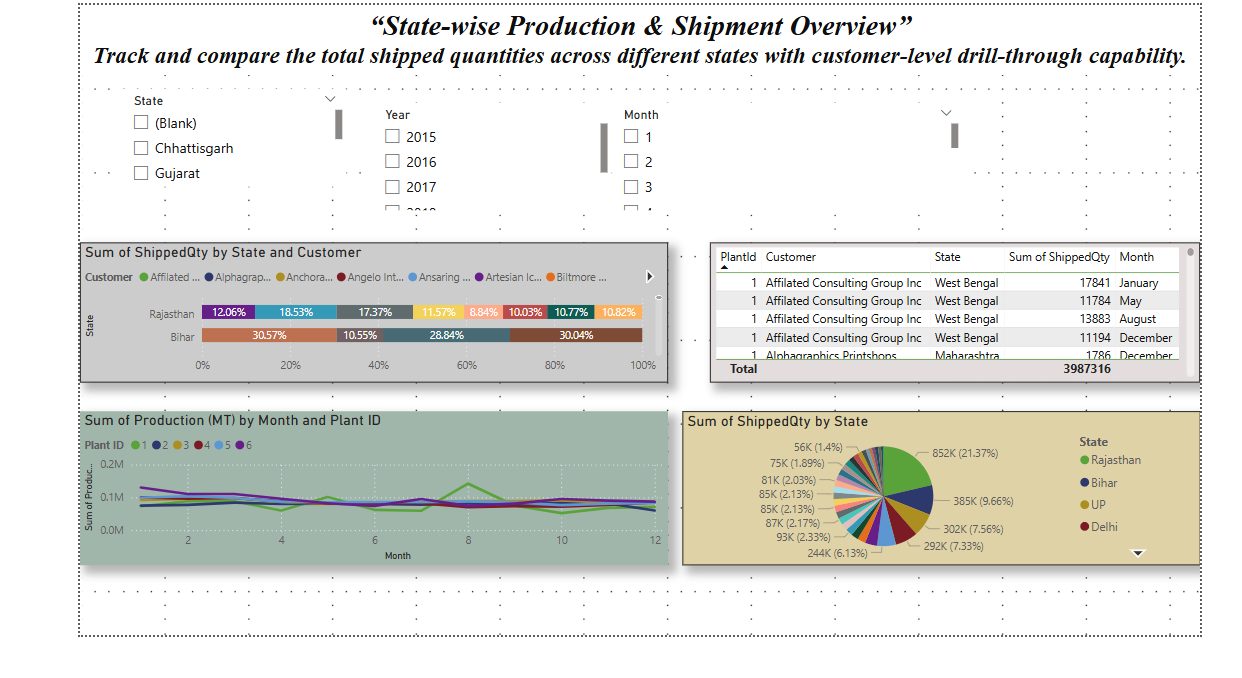 “State-wise Production & Shipment Overview”
Track and compare the total shipped quantities across different states with customer-level drill-through capability.
State
(Blank)
Chhattisgarh
Gujarat
Year
2015
2016
2017
Month
1
2
3
Sum of ShippedQty by State and Customer
Customer Affilated ... Alphagrap... Anchora... Angelo Int... Ansaring ... Artesian Ic... Biltmore ...
State
Rajasthan 12.06% 18.53% 17.37% 11.57% 8.84% 10.03% 10.77% 10.82%
Bihar 30.57% 10.55% 28.84% 30.04%
0% 20% 40% 60% 80% 100%
PlantId Customer State Sum of ShippedQty Month
1 Affilated Consulting Group Inc West Bengal 17841 January
1 Affilated Consulting Group Inc West Bengal 11784 May
1 Affilated Consulting Group Inc West Bengal 13883 August
1 Affilated Consulting Group Inc West Bengal 11194 December
1 Alphagraphics Printshops Maharashtra 1786 December
Total 3987316
Sum of Production (MT) by Month and Plant ID
Plant ID 1 2 3 4 5 6
Sum of Produc...
0.2M
0.1M
0.0M
2 4 6 8 10 12
Month
Sum of ShippedQty by State
852K (21.37%)
385K (9.66%)
302K (7.56%)
292K (7.33%)
244K (6.13%)
93K (2.33%)
87K (2.17%)
85K (2.13%)
85K (2.13%)
81K (2.03%)
75K (1.89%)
56K (1.4%)
State
Rajasthan
Bihar
UP
Delhi